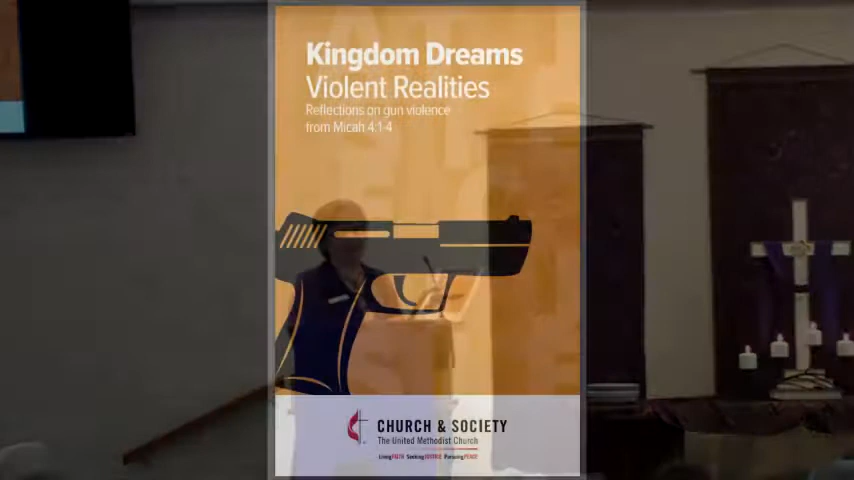 Kingdom Dreams
Violent Realities
Reflections on gun violence
from Micah 4:1-4
CHURCH & SOCIETY
The United Methodist Church
Living FAITH Seeking JUSTICE Pursuing PEACE